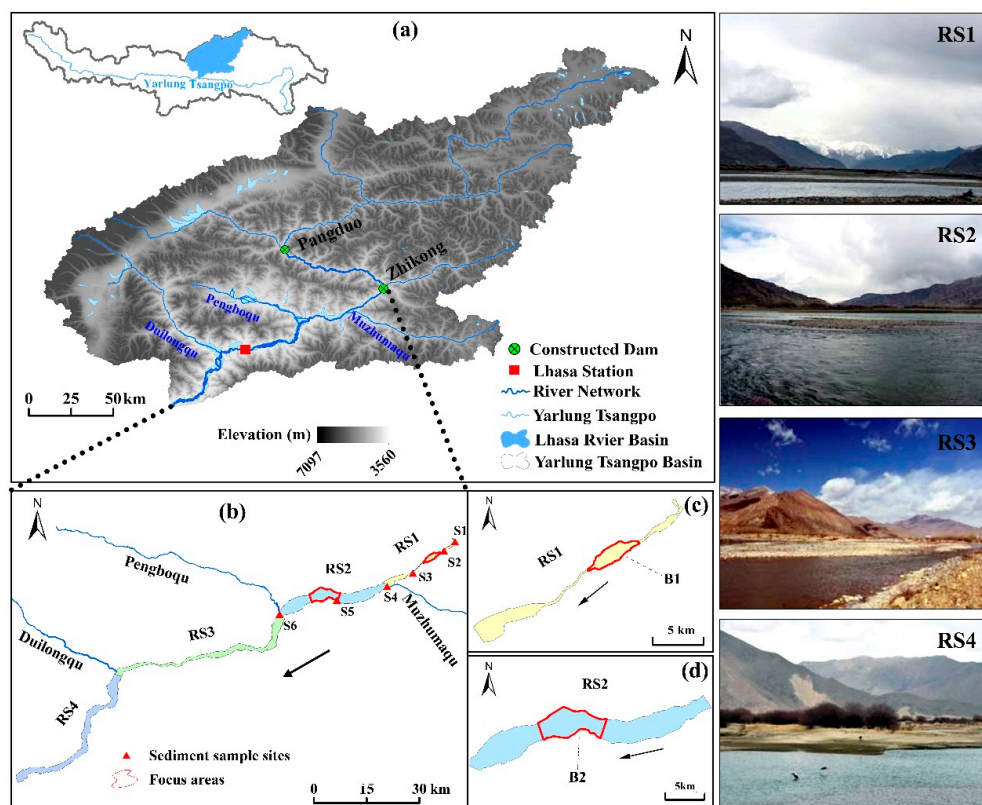 (a)
N
Yarlung Tsangpo
Pangduo
Zhikong
Pengboqu
Duilongqu
Muzhumaqu
0 25 50 km
Elevation (m)
7097
3560
Constructed Dam
Lhasa Station
River Network
Yarlung Tsangpo
Lhasa Rvier Basin
Yarlung Tsangpo Basin
(b)
N
Pengboqu
Duilongqu
Muzhumaqu
RS1
RS2
RS3
RS4
S1
S2
S3
S4
S5
S6
Sediment sample sites
Focus areas
0 15 30 km
(c)
N
RS1
B1
5 km
(d)
N
RS2
B2
5km
RS1
RS2
RS3
RS4